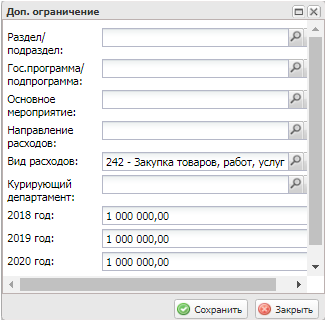 Доп. ограничение
Раздел/
подраздел:
Гос.программа/
подпрограмма:
Основное
мероприятие:
Направление
расходов:
Вид расходов: 242 - Закупка товаров, работ, услуг
Курирующий
департамент:
2018 год: 1 000 000,00
2019 год: 1 000 000,00
2020 год: 1 000 000,00
Сохранить Закрыть